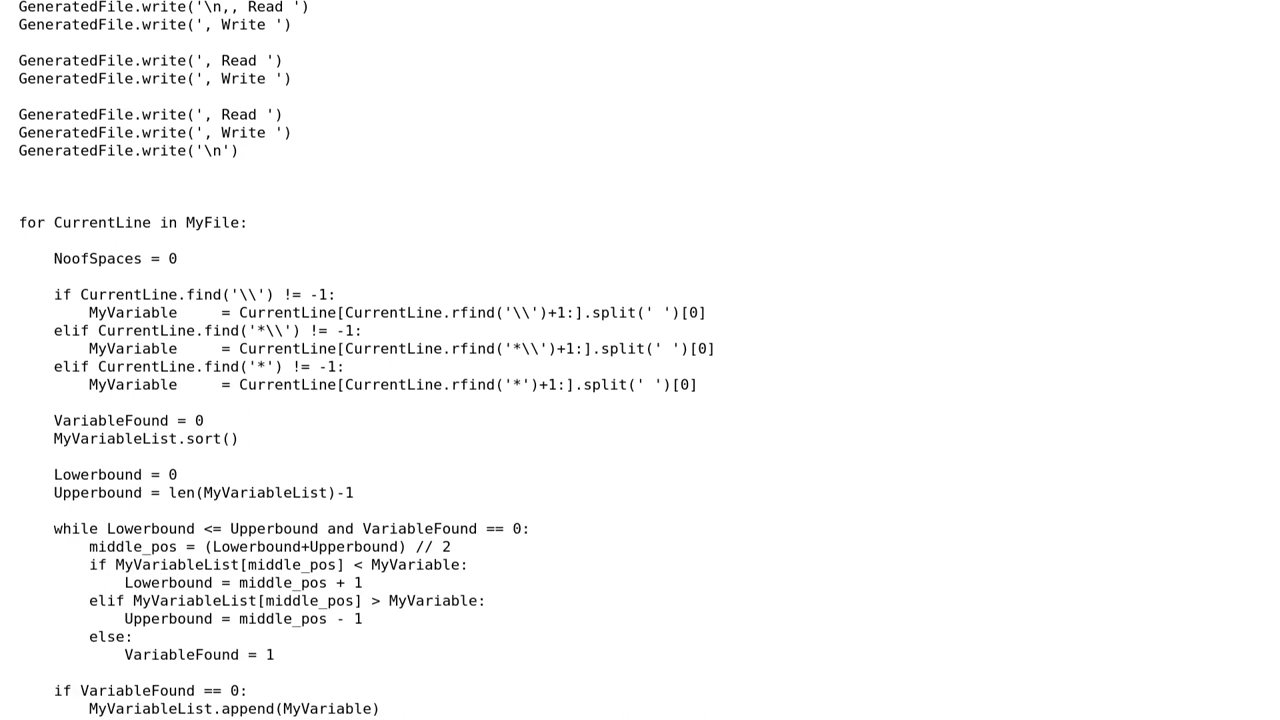 GeneratedFile.write('\n,, Read ')
GeneratedFile.write(', Write ')

GeneratedFile.write(', Read ')
GeneratedFile.write(', Write ')

GeneratedFile.write(', Read ')
GeneratedFile.write(', Write ')
GeneratedFile.write('\n')

for CurrentLine in MyFile:

    NoofSpaces = 0

    if CurrentLine.find('\\') != -1:
        MyVariable     = CurrentLine[CurrentLine.rfind('\\')+1:].split(' ')[0]
    elif CurrentLine.find('*\\') != -1:
        MyVariable     = CurrentLine[CurrentLine.rfind('*\\')+1:].split(' ')[0]
    elif CurrentLine.find('*') != -1:
        MyVariable     = CurrentLine[CurrentLine.rfind('*')+1:].split(' ')[0]

    VariableFound = 0
    MyVariableList.sort()

    Lowerbound = 0
    Upperbound = len(MyVariableList)-1

    while Lowerbound <= Upperbound and VariableFound == 0:
        middle_pos = (Lowerbound+Upperbound) // 2
        if MyVariableList[middle_pos] < MyVariable:
            Lowerbound = middle_pos + 1
        elif MyVariableList[middle_pos] > MyVariable:
            Upperbound = middle_pos - 1
        else:
            VariableFound = 1

    if VariableFound == 0:
        MyVariableList.append(MyVariable)